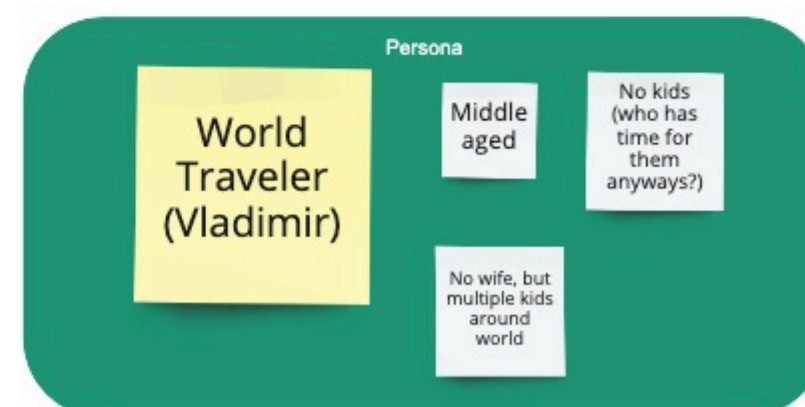 Persona
World
Traveler
(Vladimir)
Middle
aged
No kids
(who has
time for
them
anyways?)
No wife, but
multiple kids
around
world